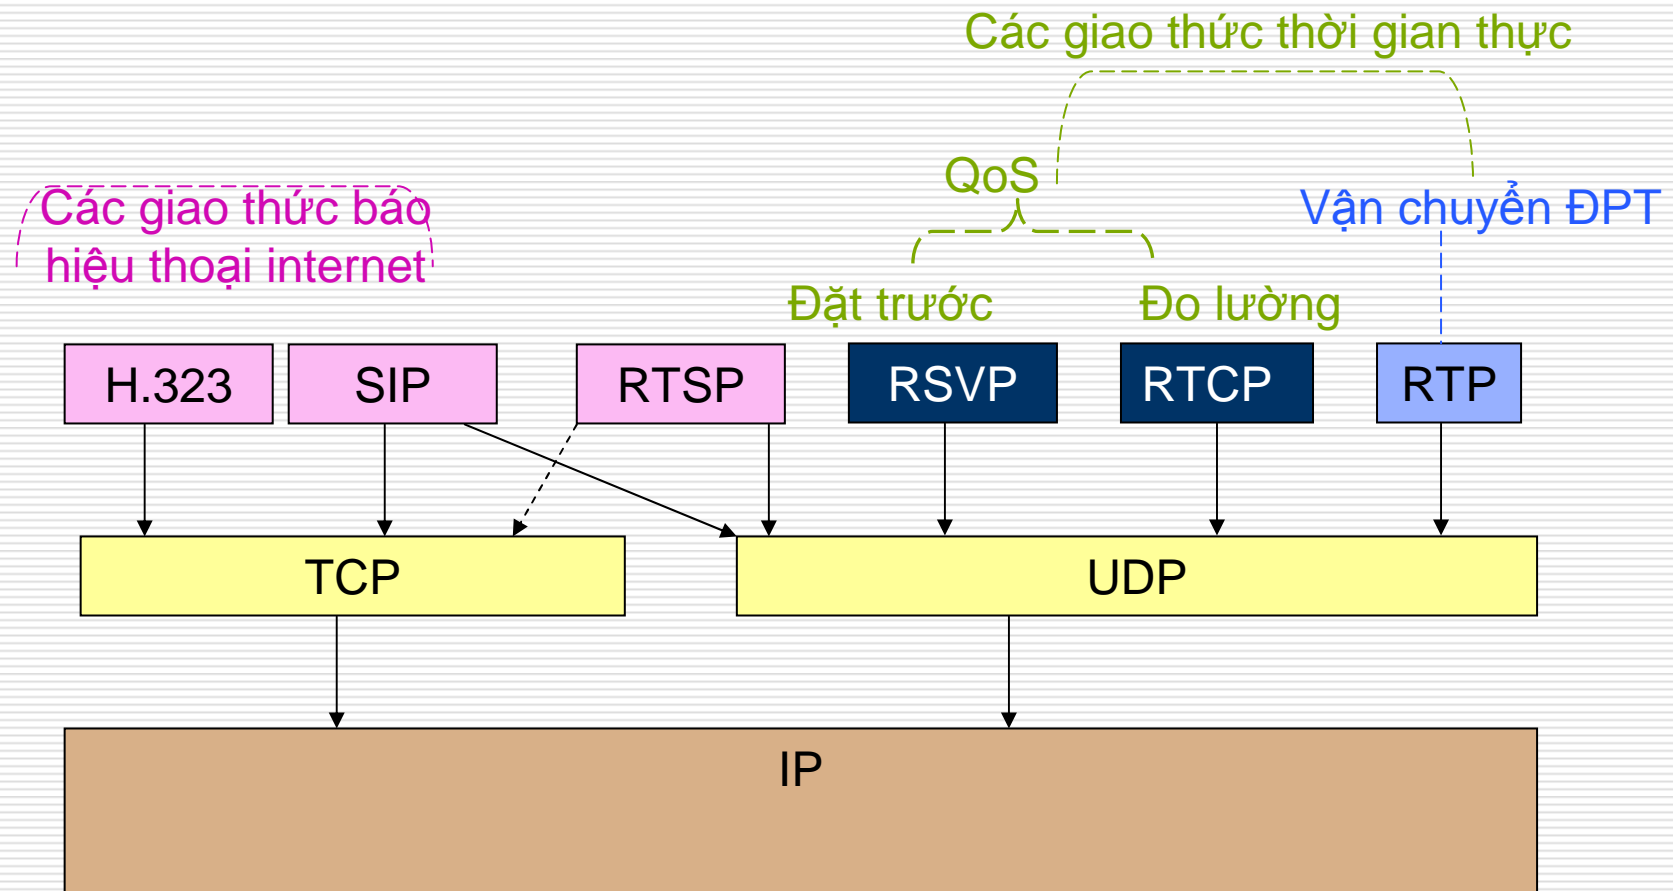 Các giao thức thời gian thực
QoS
Các giao thức báo
hiệu thoại internet
Vận chuyển ĐPT
Đặt trước
Đo lường
H.323
SIP
RTSP
RSVP
RTCP
RTP
TCP
UDP
IP